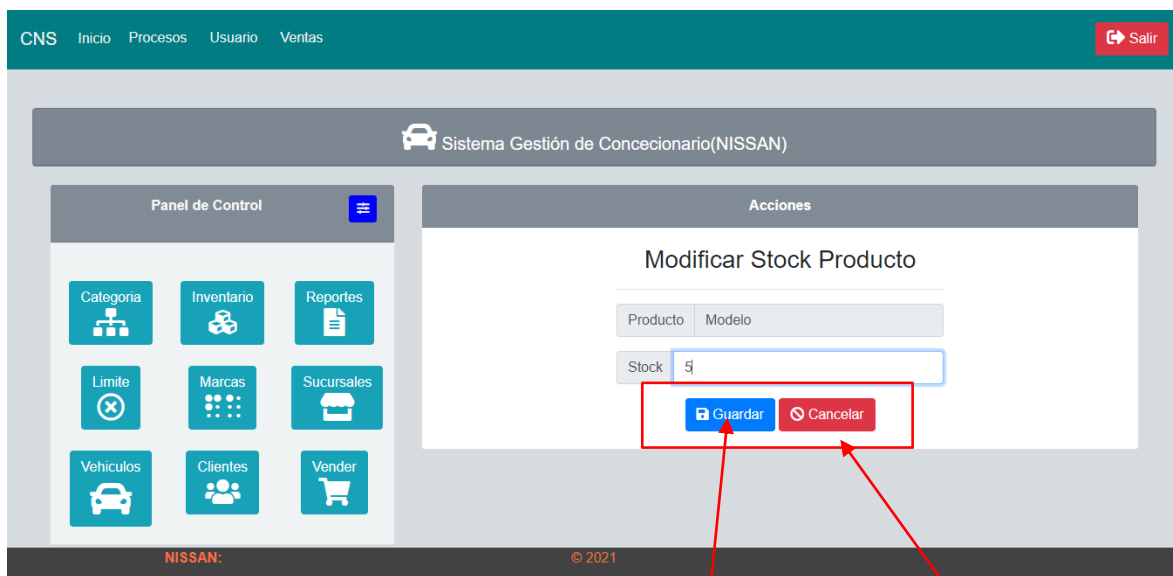 CNS Inicio Procesos Usuario Ventas Salir
Sistema Gestión de Concecionario(NISSAN)
Panel de Control
Categoria Inventario Reportes
Limite Marcas Sucursales
Vehiculos Clientes Vender
Acciones
Modificar Stock Producto
Producto Modelo
Stock 5
Guardar Cancelar
NISSAN: © 2021